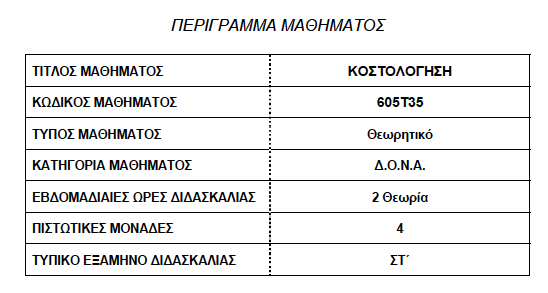 ΠΕΡΙΓΡΑΜΜΑ ΜΑΘΗΜΑΤΟΣ
ΤΙΤΛΟΣ ΜΑΘΗΜΑΤΟΣ ΚΟΣΤΟΛΟΓΗΣΗ
ΚΩΔΙΚΟΣ ΜΑΘΗΜΑΤΟΣ 605Τ35
ΤΥΠΟΣ ΜΑΘΗΜΑΤΟΣ Θεωρητικό
ΚΑΤΗΓΟΡΙΑ ΜΑΘΗΜΑΤΟΣ Δ.Ο.Ν.Α.
ΕΒΔΟΜΑΔΙΑΙΕΣ ΩΡΕΣ ΔΙΔΑΣΚΑΛΙΑΣ 2 Θεωρία
ΠΙΣΤΩΤΙΚΕΣ ΜΟΝΑΔΕΣ 4
ΤΥΠΙΚΟ ΕΞΑΜΗΝΟ ΔΙΔΑΣΚΑΛΙΑΣ ΣΤ΄